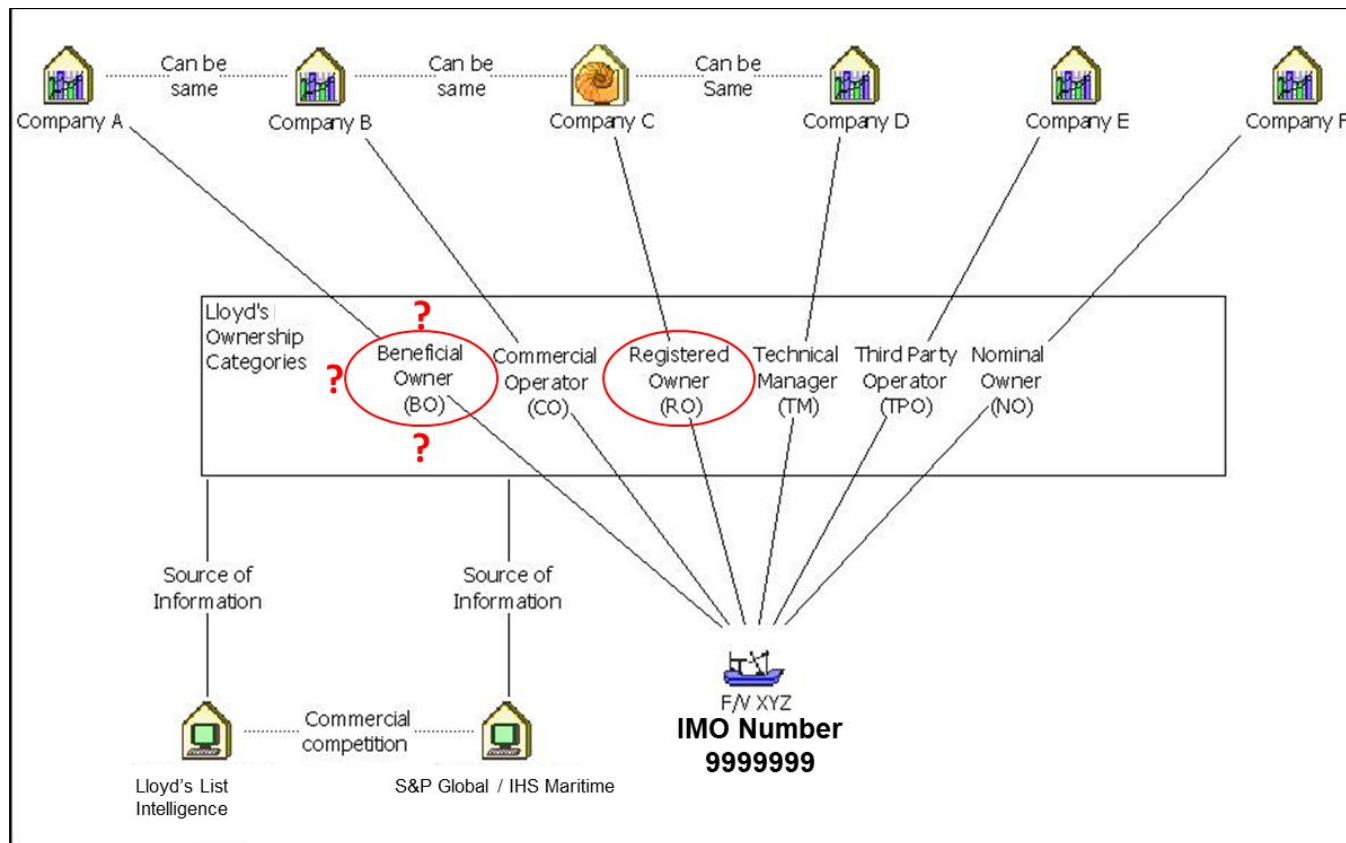 Can be
same
Can be
same
Can be
Same
Company A
Company B
Company C
Company D
Company E
Company F
Lloyd's
Ownership
Categories
?
?
?
Beneficial
Owner
(BO)
Commercial
Operator
(CO)
Registered
Owner
(RO)
Technical
Manager
(TM)
Third Party
Operator
(TPO)
Nominal
Owner
(NO)
Source of
Information
Source of
Information
Commercial
competition
Lloyd's List
Intelligence
S&P Global / IHS Maritime
F/V XYZ
IMO Number
9999999